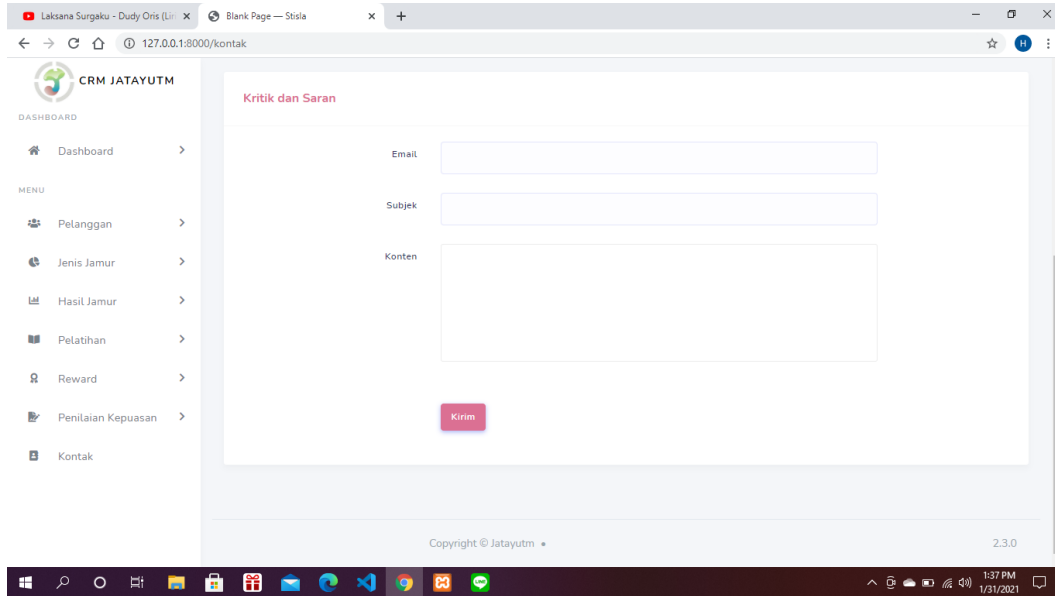 Laksana Surgaku - Dudy Oris (Liri
Blank Page — Stisla
127.0.0.1:8000/kontak
H
CRM JATAYUTM
DASHBOARD
Dashboard
MENU
Pelanggan
Jenis Jamur
Hasil Jamur
Pelatihan
Reward
Penilaian Kepuasan
Kontak
Kritik dan Saran
Email
Subjek
Konten
Kirim
Copyright © Jatayutm •
2.3.0
1:37 PM
1/31/2021